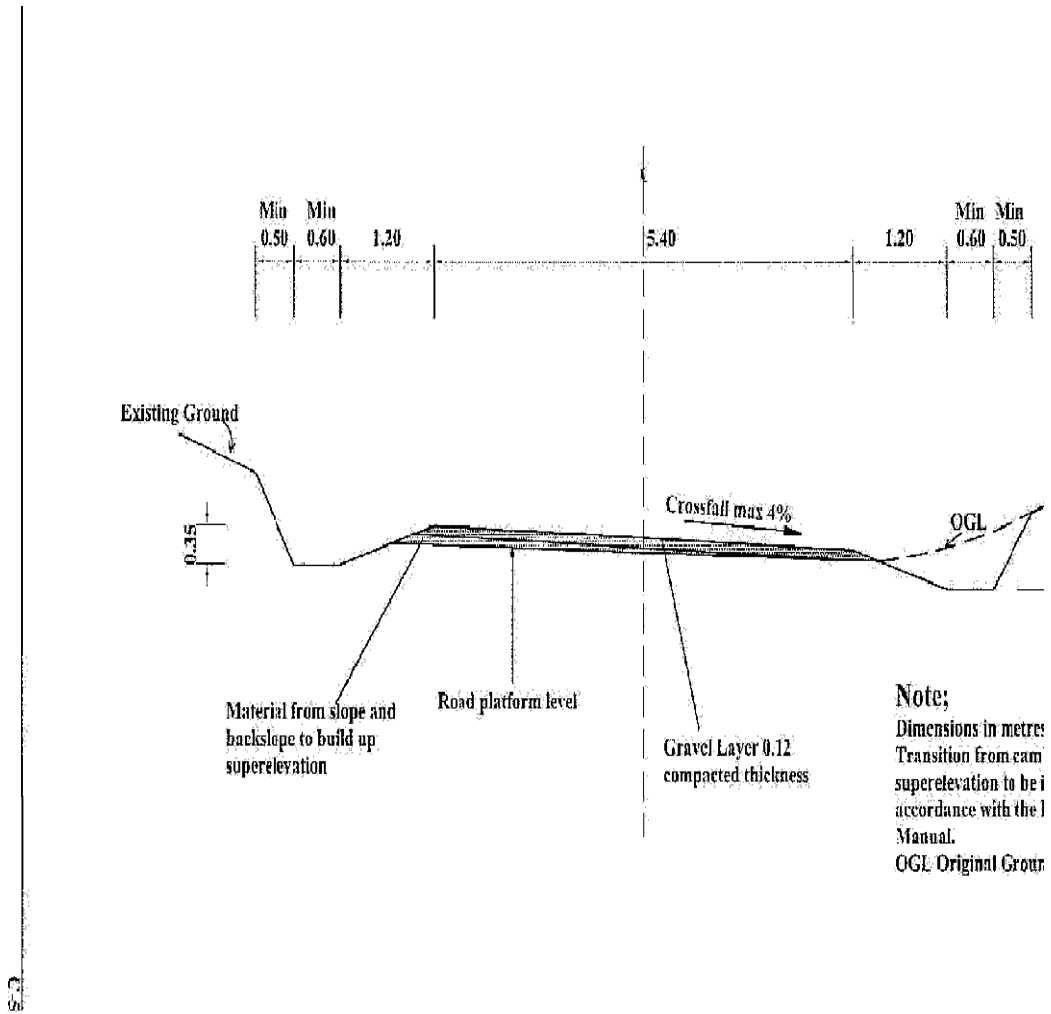 Min Min
0.50 0.60 1.20 5.40 1.20
Min Min
0.60 0.50
Existing Ground
0.35
Crossfall max 4%
OGL
Material from slope and
backslope to build up
superelevation
Road platform level
Gravel Layer 0.12
compacted thickness
Note;
Dimensions in metres
Transition from cam
superelevation to be i
accordance with the
Manual.
OGL Original Groun